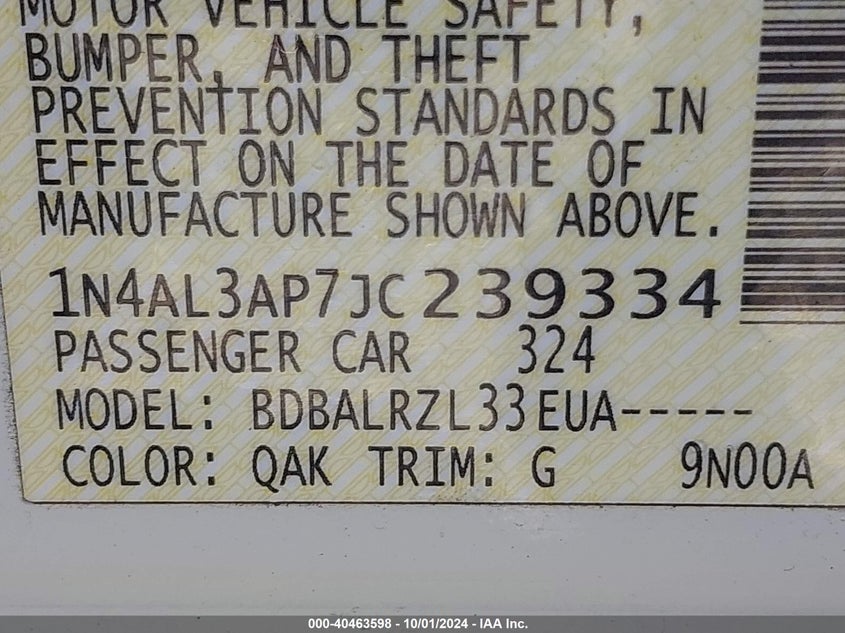 MOTOR VEHICLE SAFETY,
BUMPER, AND THEFT
PREVENTION STANDARDS IN
EFFECT ON THE DATE OF
MANUFACTURE SHOWN ABOVE.
1N4AL3AP7JC239334
PASSENGER CAR 324
MODEL: BDBALRZL33EUA-----
COLOR: QAK TRIM: G 9N00A
000-40463598 - 10/01/2024 - IAA Inc.